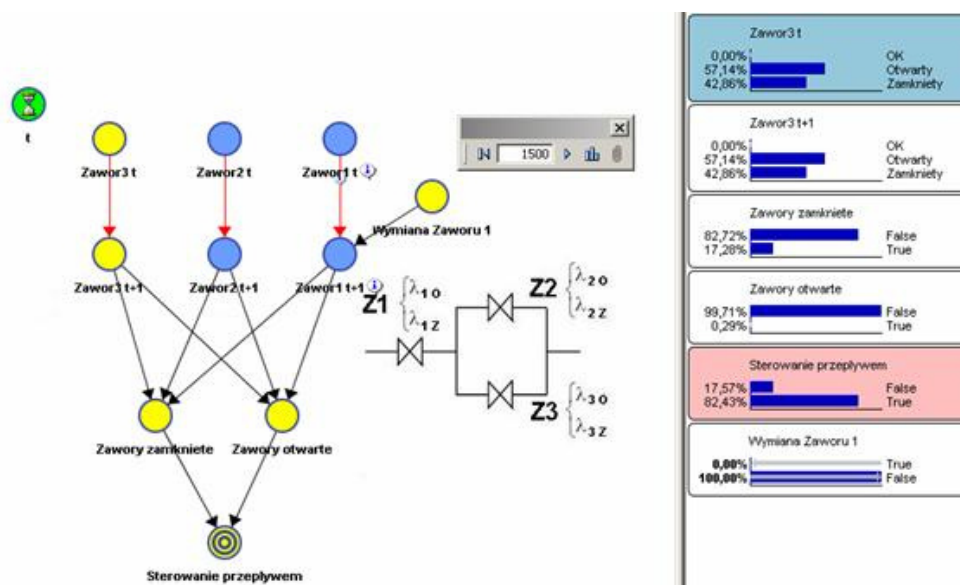 t
Zawor3 t
Zawor2 t
Zawor1 t
Wymiana Zaworu 1
Zawor3 t+1
Zawor2 t+1
Zawor1 t+1
1500
Z1
λ1O
λ1Z
Z2
λ2O
λ2Z
Z3
λ3O
λ3Z
Zawory zamkniete
Zawory otwarte
Sterowanie przeplywem
Zawor3 t
0,00% OK
57,14% Otwarty
42,86% Zamkniety
Zawor3 t+1
0,00% OK
57,14% Otwarty
42,86% Zamkniety
Zawory zamkniete
82,72% False
17,28% True
Zawory otwarte
99,71% False
0,29% True
Sterowanie przeplywem
17,57% False
82,43% True
Wymiana Zaworu 1
0,00% True
100,00% False